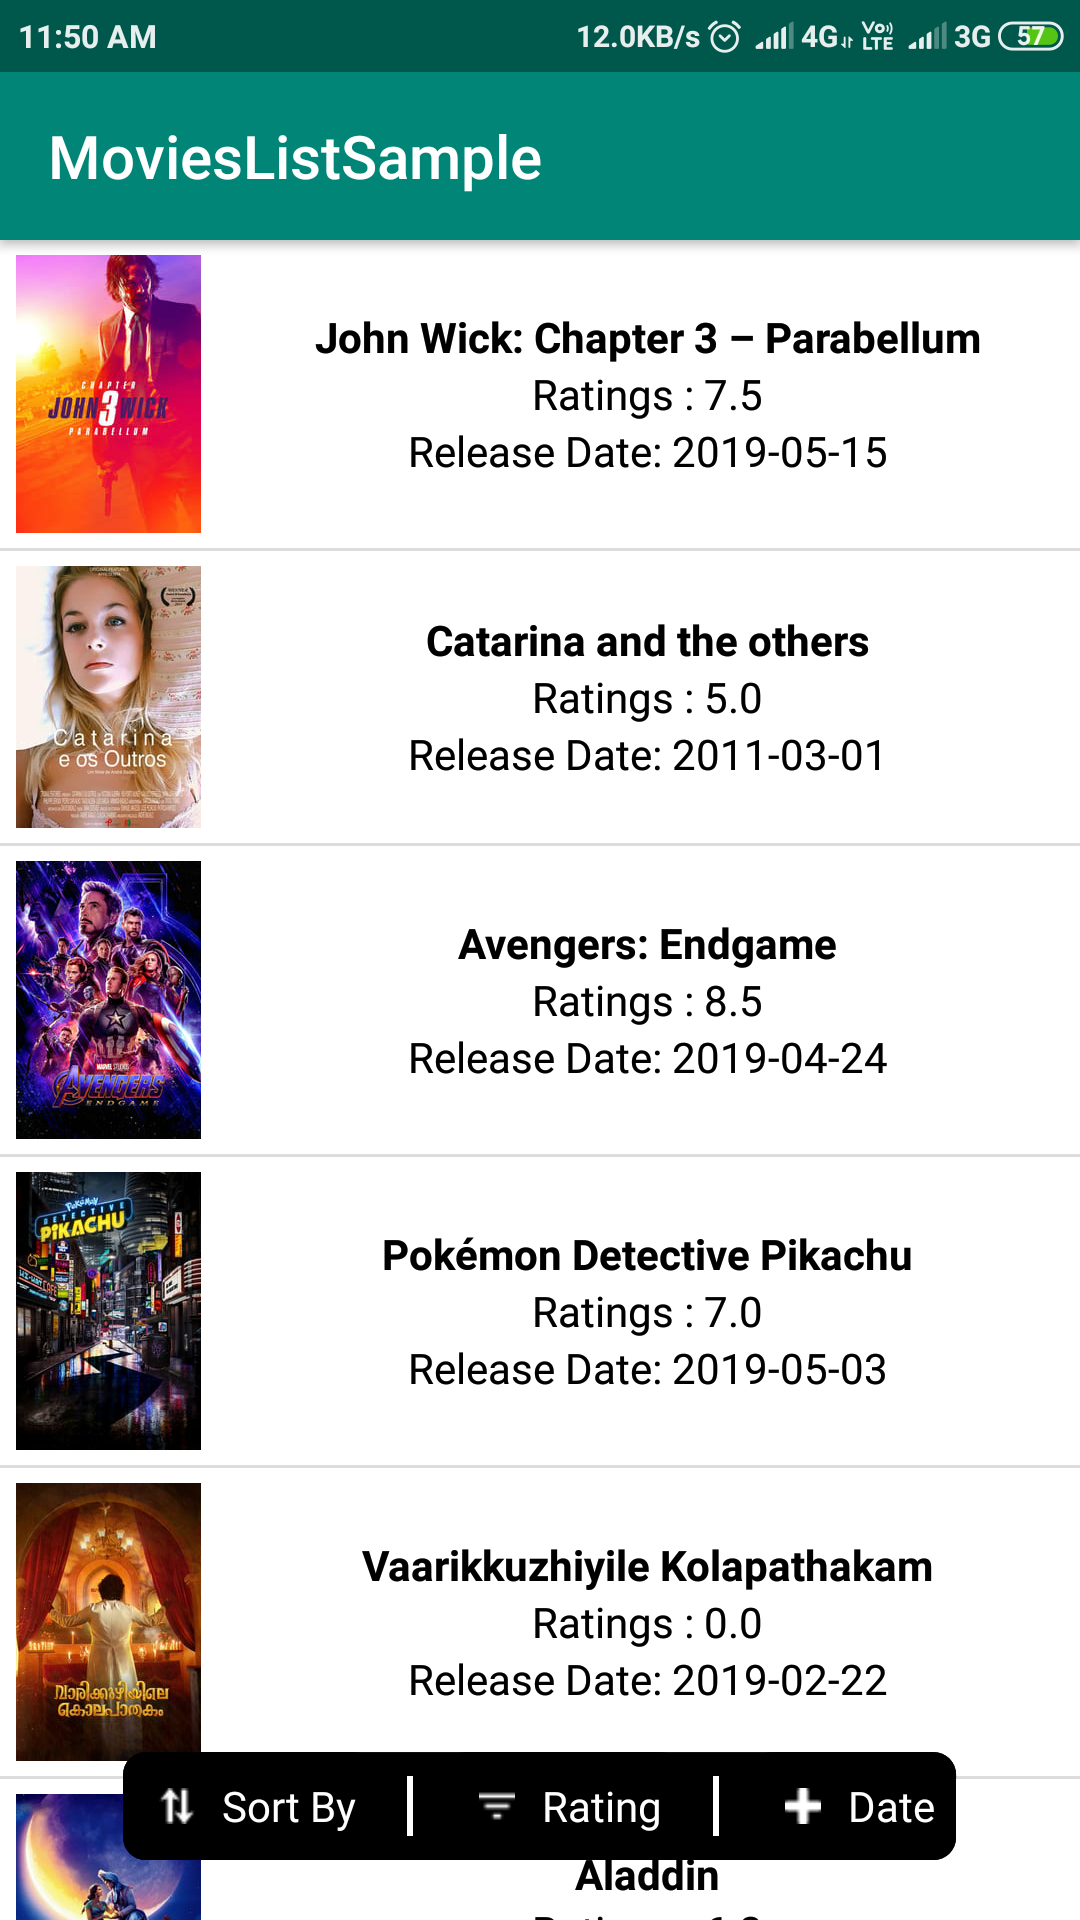 11:50 AM 12.0KB/s 4G VoLTE 3G 57
MoviesListSample
CHAPTER
JOHN 3 WICK
PARABELLUM
John Wick: Chapter 3 – Parabellum
Ratings : 7.5
Release Date: 2019-05-15
Catarina
e os Outros
Catarina and the others
Ratings : 5.0
Release Date: 2011-03-01
MARVEL STUDIOS
AVENGERS
ENDGAME
Avengers: Endgame
Ratings : 8.5
Release Date: 2019-04-24
POKÉMON
DETECTIVE
PIKACHU
Pokémon Detective Pikachu
Ratings : 7.0
Release Date: 2019-05-03
വാരിക്കുഴിയിലെ
കൊലപാതകം
Vaarikkuzhiyile Kolapathakam
Ratings : 0.0
Release Date: 2019-02-22
Sort By Rating Date
Aladdin